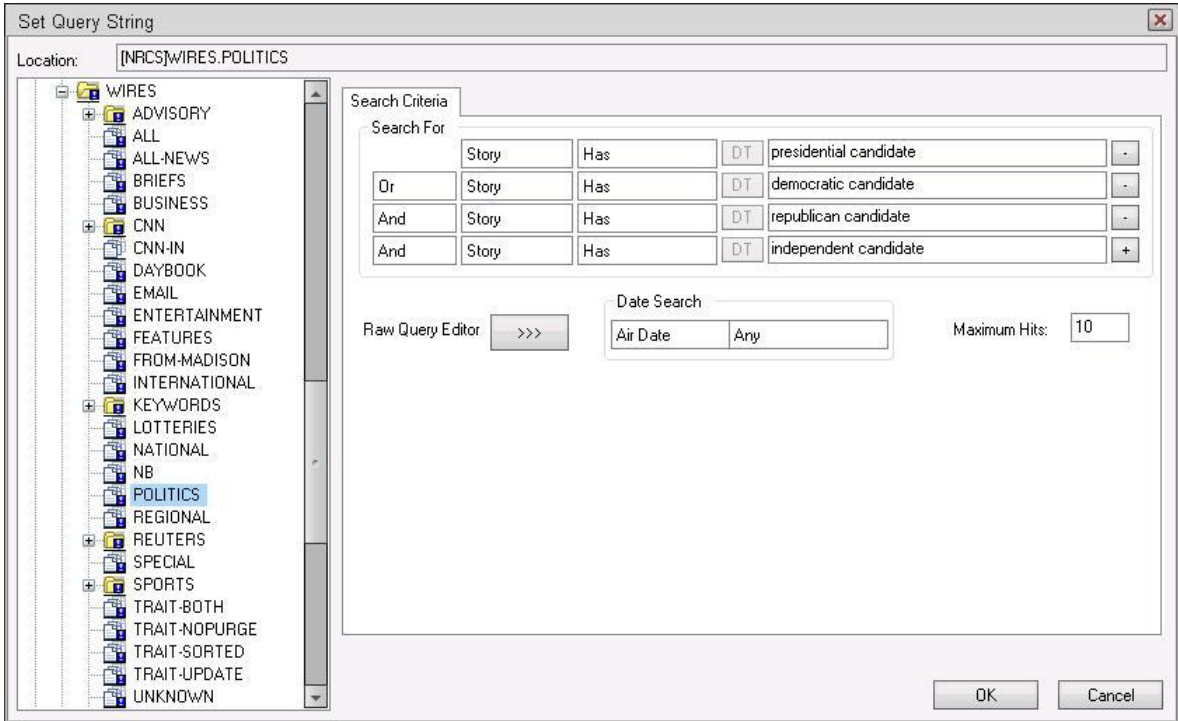 Set Query String
Location: [NRCS]WIRES.POLITICS
WIRES
ADVISORY
ALL
ALL-NEWS
BRIEFS
BUSINESS
CNN
CNN-IN
DAYBOOK
EMAIL
ENTERTAINMENT
FEATURES
FROM-MADISON
INTERNATIONAL
KEYWORDS
LOTTERIES
NATIONAL
NB
POLITICS
REGIONAL
REUTERS
SPECIAL
SPORTS
TRAIT-BOTH
TRAIT-NOPURGE
TRAIT-SORTED
TRAIT-UPDATE
UNKNOWN
Search Criteria
Search For
Story Has DT presidential candidate -
Or Story Has DT democratic candidate -
And Story Has DT republican candidate -
And Story Has DT independent candidate +
Date Search
Raw Query Editor >>> Air Date Any Maximum Hits: 10
OK Cancel